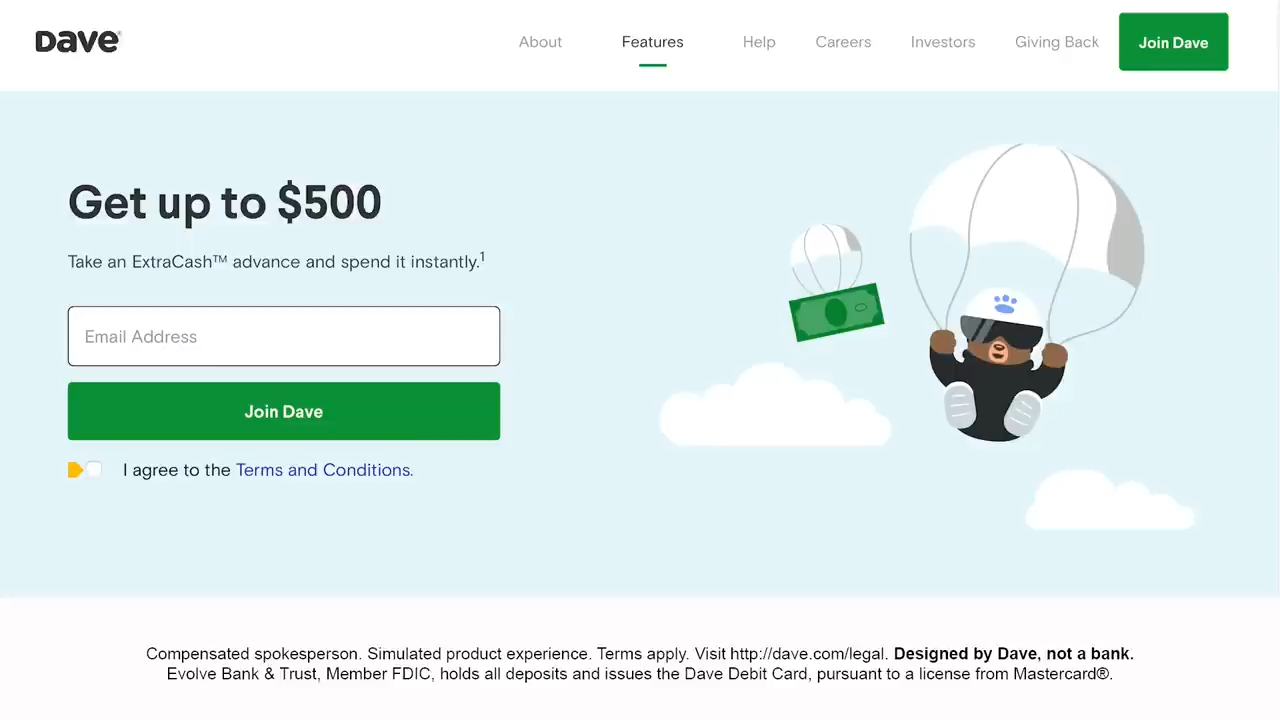 Dave®
About
Features
Help
Careers
Investors
Giving Back
Join Dave
Get up to $500
Take an ExtraCash™ advance and spend it instantly.¹
Email Address
Join Dave
I agree to the Terms and Conditions.
Compensated spokesperson. Simulated product experience. Terms apply. Visit http://dave.com/legal. Designed by Dave, not a bank.
Evolve Bank & Trust, Member FDIC, holds all deposits and issues the Dave Debit Card, pursuant to a license from Mastercard®.